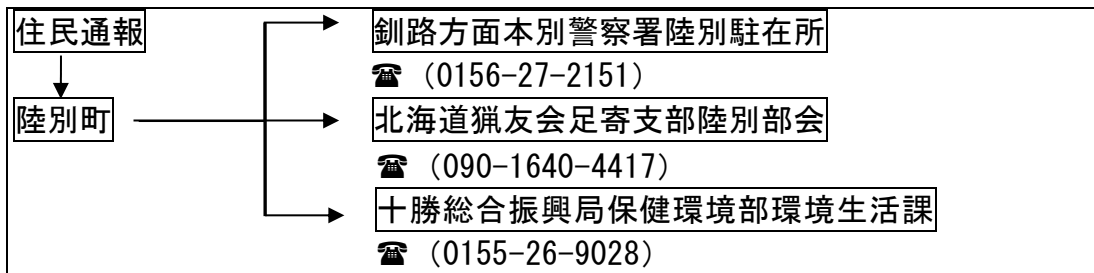 住民通報
釧路方面本別警察署陸別駐在所
☎（0156-27-2151）
陸別町
北海道猟友会足寄支部陸別部会
☎（090-1640-4417）
十勝総合振興局保健環境部環境生活課
☎（0155-26-9028）